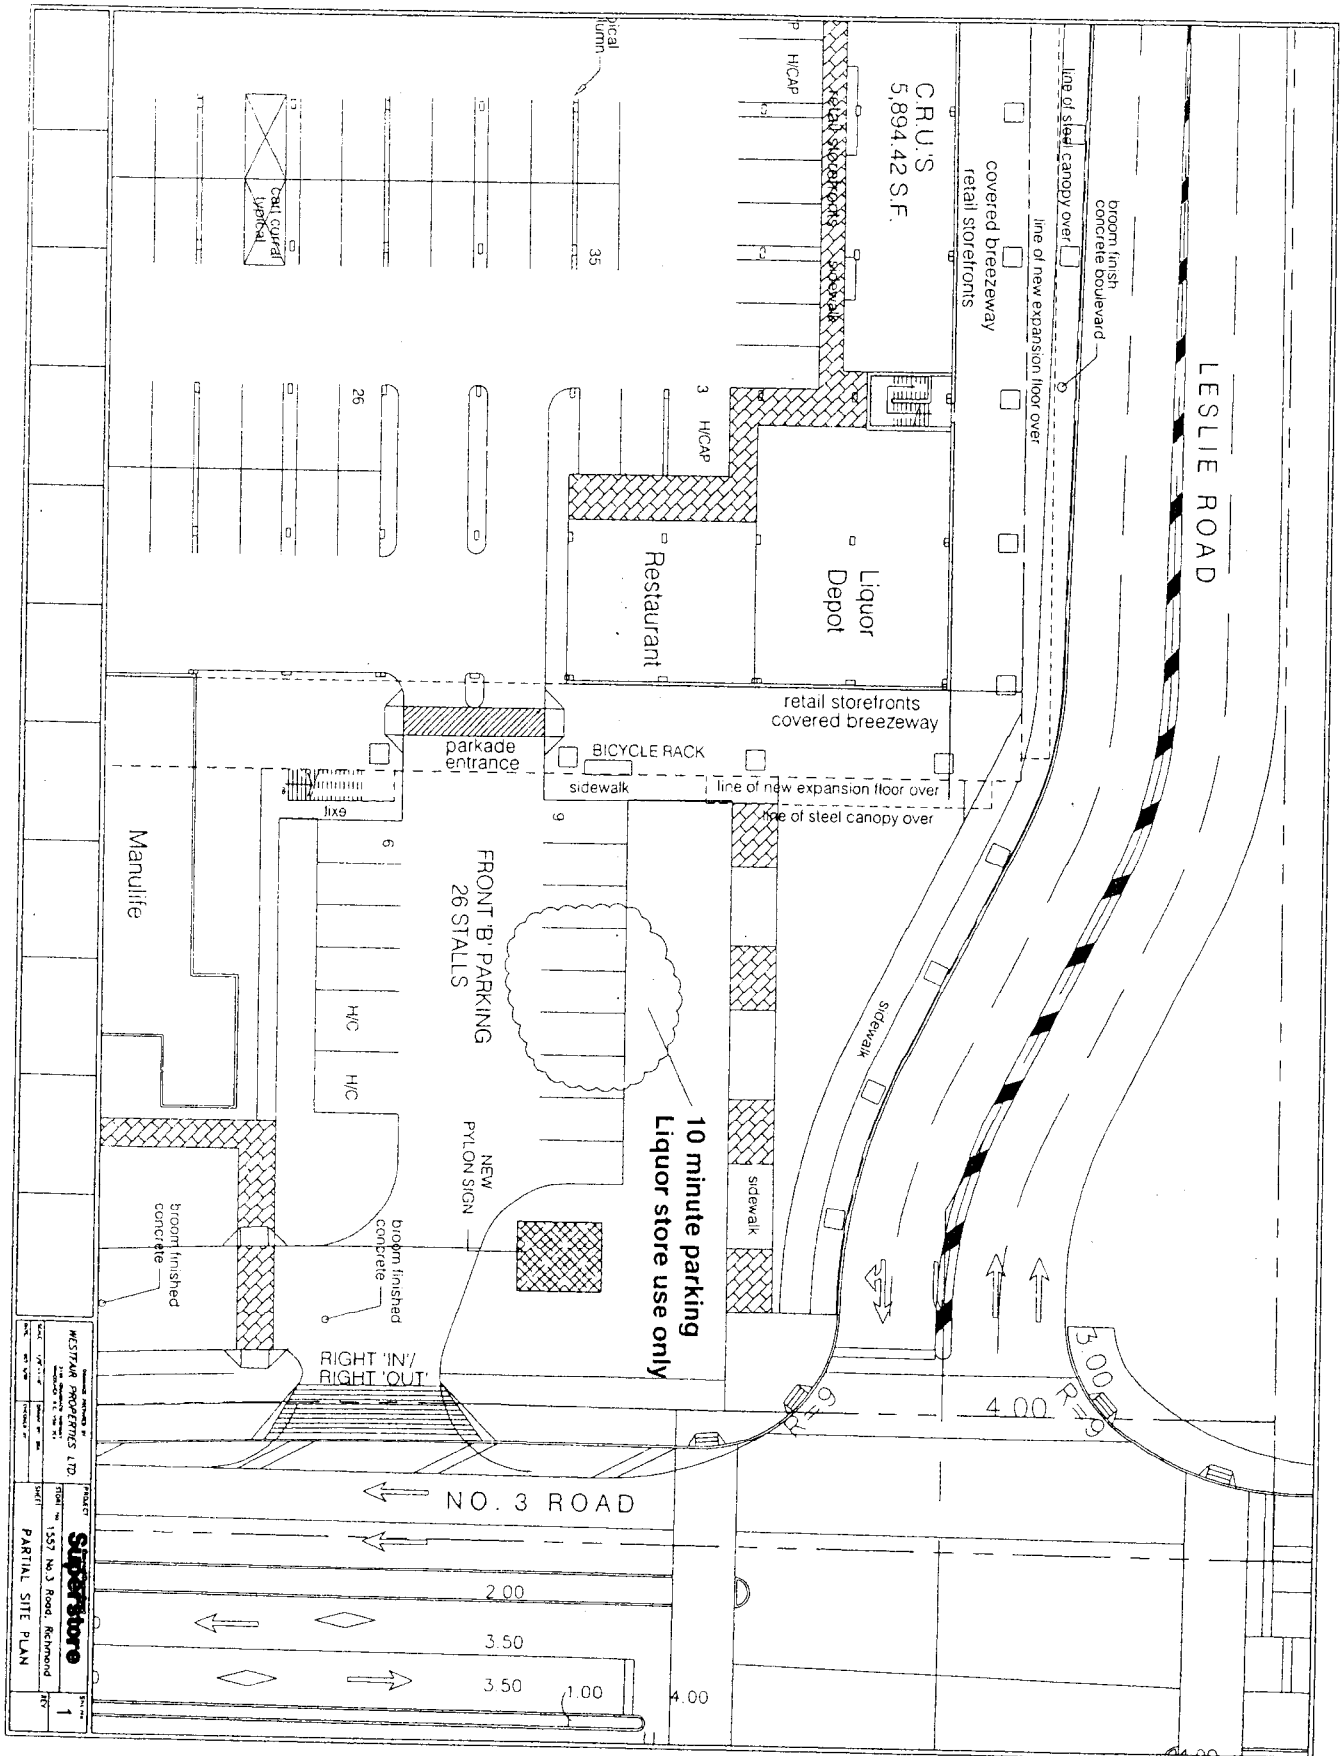 LESLIE ROAD
line of steel canopy over
broom finish
concrete boulevard
line of new expansion floor over
covered breezeway
retail storefronts
C.R.U.'S
5,894.42 S.F.
retail storefronts
sidewalk
H/CAP
35
cart corral
typical
26
3
H/CAP
Liquor
Depot
Restaurant
retail storefronts
covered breezeway
parkade
entrance
BICYCLE RACK
sidewalk
line of new expansion floor over
line of steel canopy over
exit
Manulife
6
9
FRONT 'B' PARKING
26 STALLS
H/C
H/C
10 minute parking
Liquor store use only
sidewalk
sidewalk
NEW
PYLON SIGN
broom finished
concrete
broom finished
concrete
RIGHT 'IN'/
RIGHT 'OUT'
3.00
R=9
4.00
R=9
NO. 3 ROAD
2.00
3.50
3.50
1.00
4.00
WESTFAIR PROPERTIES LTD.
PROJECT
Superstore
1557 No.3 Road, Richmond
SHEET
PARTIAL SITE PLAN
REV
1